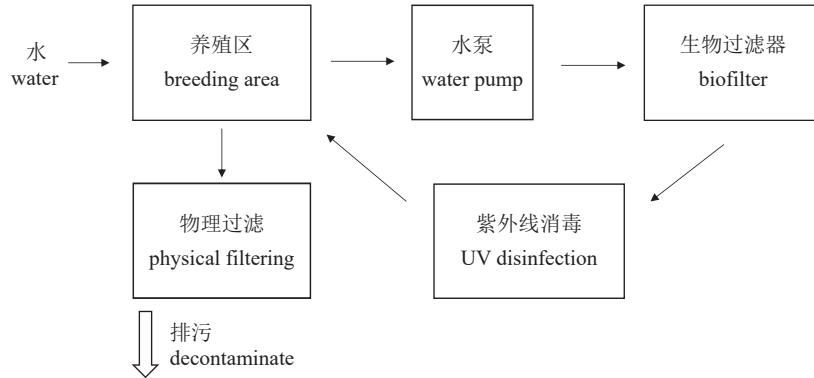 水
water
养殖区
breeding area
水泵
water pump
生物过滤器
biofilter
物理过滤
physical filtering
紫外线消毒
UV disinfection
排污
decontaminate